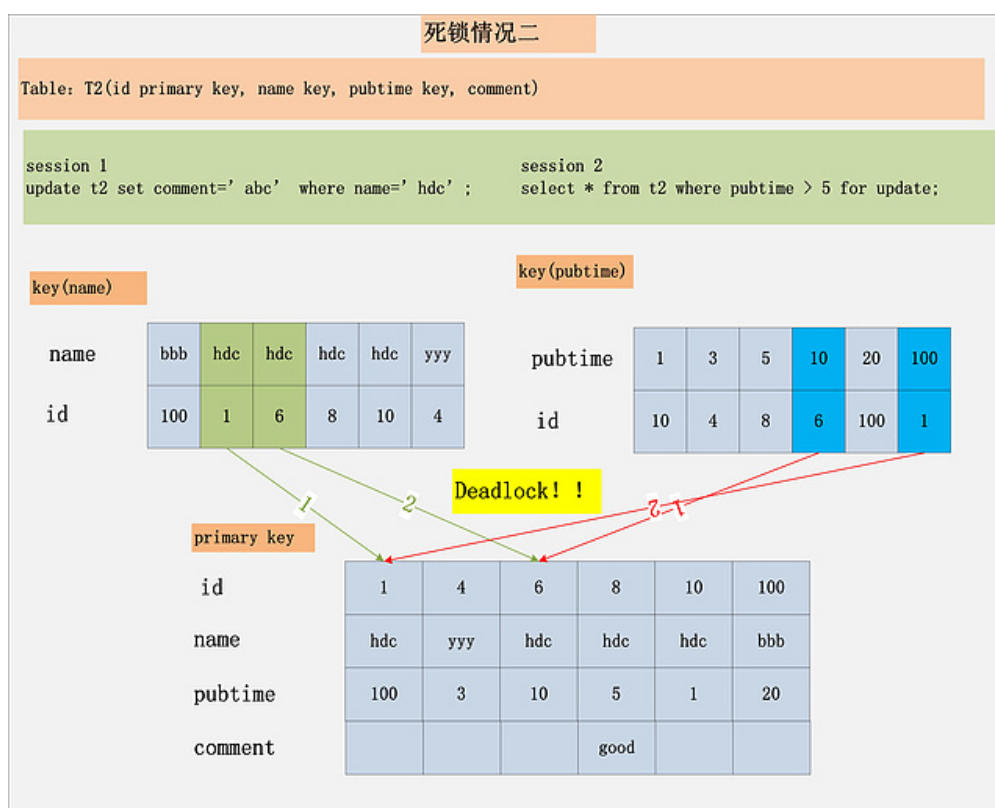 死锁情况二
Table: T2(id primary key, name key, pubtime key, comment)
session 1
update t2 set comment=’abc’ where name=’hdc’ ;
session 2
select * from t2 where pubtime > 5 for update;
key(name)
name bbb hdc hdc hdc hdc yyy
id 100 1 6 8 10 4
key(pubtime)
pubtime 1 3 5 10 20 100
id 10 4 8 6 100 1
1
2
Deadlock！！
2
1
primary key
id 1 4 6 8 10 100
name hdc yyy hdc hdc hdc bbb
pubtime 100 3 10 5 1 20
comment good